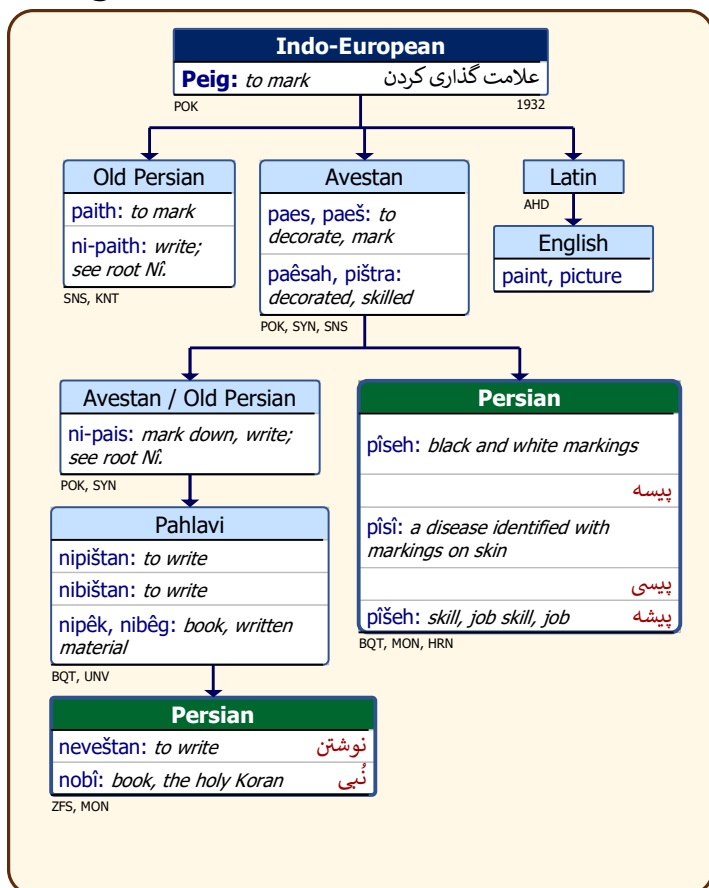 Indo-European
Peig: to mark علامت گذاری کردن
POK 1932
Old Persian
paith: to mark
ni-paith: write;
see root Nî.
SNS, KNT
Avestan
paes, paeš: to
decorate, mark
paêsah, pištra:
decorated, skilled
POK, SYN, SNS
Latin
AHD
English
paint, picture
Avestan / Old Persian
ni-pais: mark down, write;
see root Nî.
POK, SYN
Persian
pîseh: black and white markings
پیسه
pîsî: a disease identified with
markings on skin
پیسی
pîšeh: skill, job skill, job پیشه
BQT, MON, HRN
Pahlavi
nipištan: to write
nibištan: to write
nipêk, nibêg: book, written
material
BQT, UNV
Persian
neveštan: to write نوشتن
nobî: book, the holy Koran نُبی
ZFS, MON